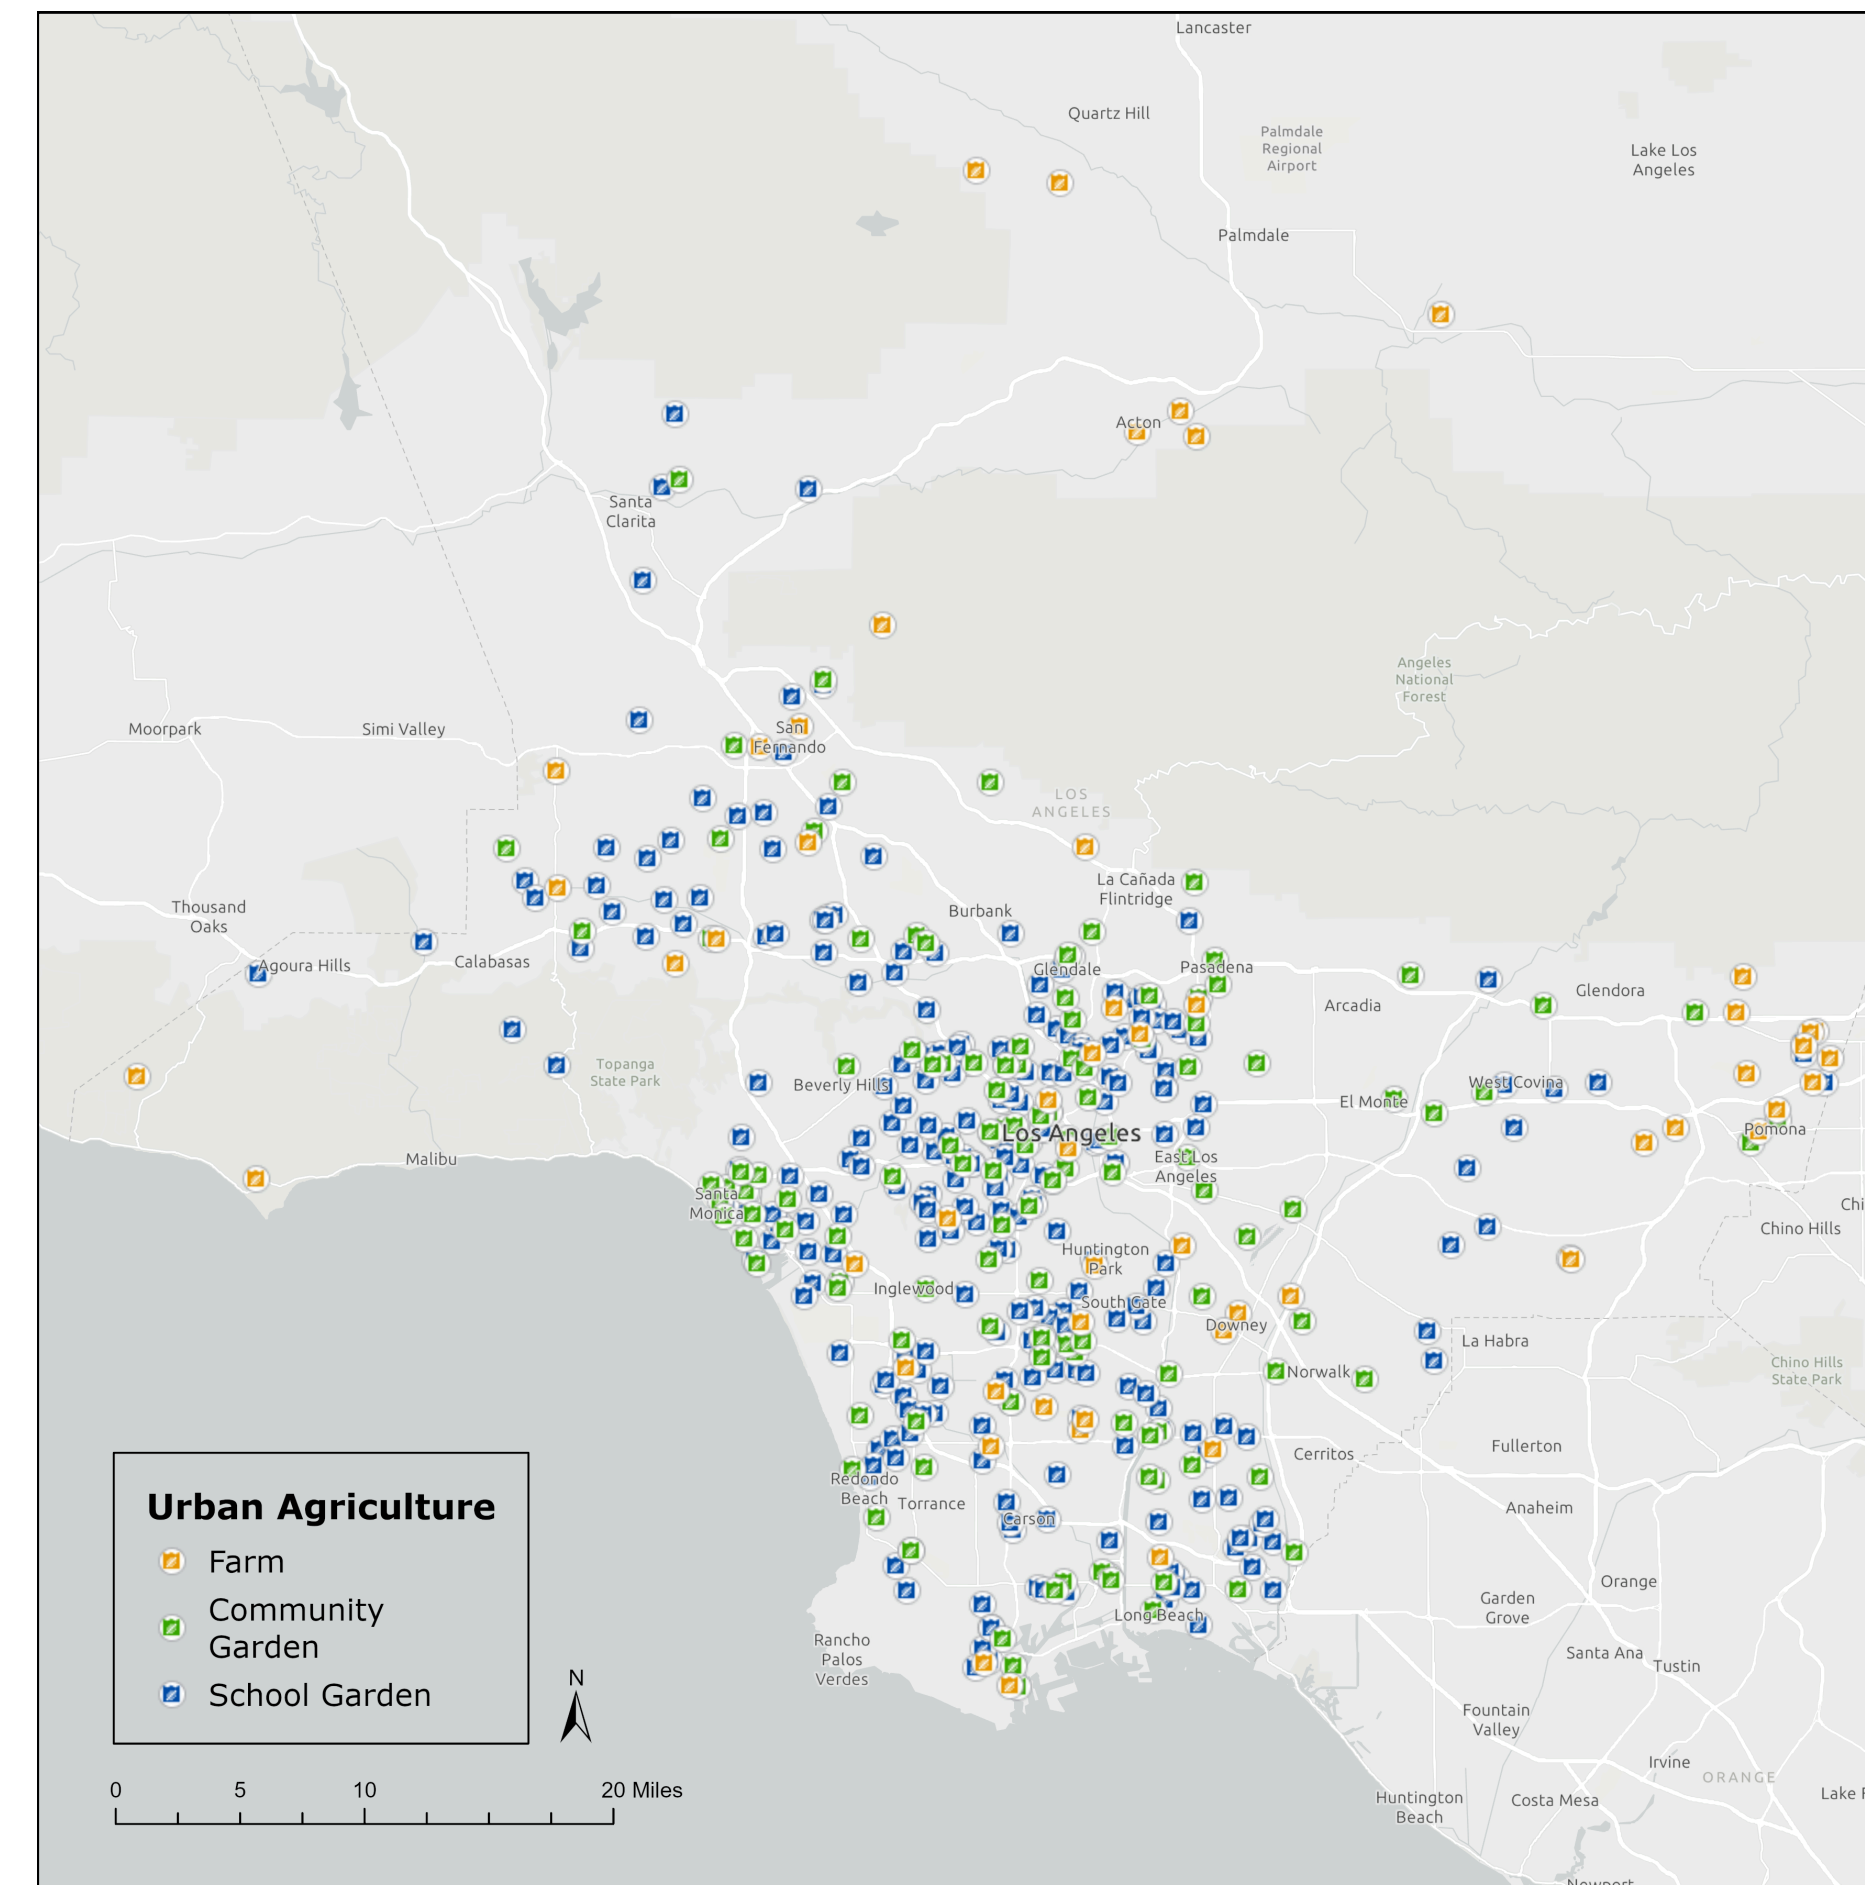 Lancaster
Quartz Hill
Palmdale
Regional
Airport
Lake Los
Angeles
Palmdale
Acton
Santa
Clarita
Angeles
National
Forest
Moorpark
Simi Valley
San
Fernando
LOS
ANGELES
La Cañada
Flintridge
Thousand
Oaks
Burbank
Agoura Hills
Calabasas
Glendale
Pasadena
Arcadia
Glendora
Topanga
State Park
Beverly Hills
West Covina
El Monte
Los Angeles
Pomona
Malibu
East Los
Angeles
Santa
Monica
Chi
Chino Hills
Huntington
Park
Inglewood
South Gate
Downey
La Habra
Norwalk
Chino Hills
State Park
Cerritos
Fullerton
Redondo
Beach
Torrance
Carson
Anaheim
Urban Agriculture
Farm
Community
Garden
School Garden
N
0 5 10 20 Miles
Orange
Garden
Grove
Long Beach
Rancho
Palos
Verdes
Santa Ana
Tustin
Fountain
Valley
Irvine
ORANGE
Huntington
Beach
Costa Mesa
Lake F
Newport